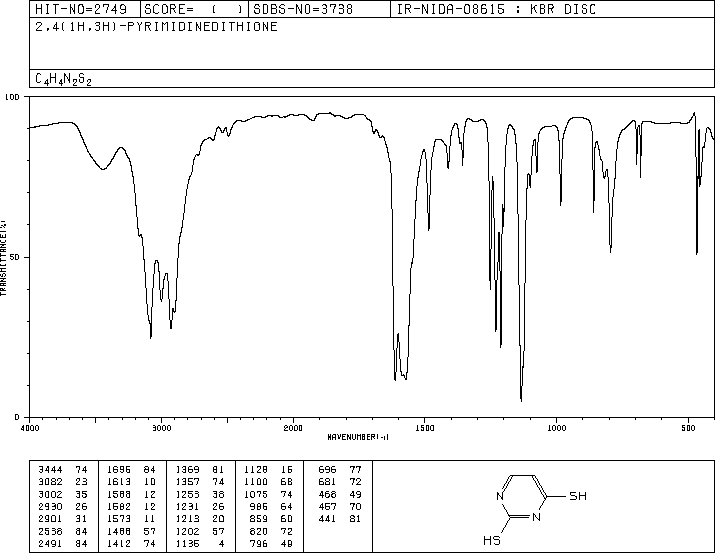 HIT-NO=2749 SCORE= ( ) SDBS-NO=3738 IR-NIDA-08615 : KBR DISC
2,4(1H,3H)-PYRIMIDINEDITHIONE
C4H4N2S2
100
50
0
TRANSMITTANCE(%)
4000 3000 2000 1500 1000 500
WAVENUMBER(-1)
3444 74 1696 84 1369 81 1128 16 696 77
3082 23 1613 10 1357 74 1100 68 681 72
3002 35 1588 12 1253 38 1075 74 468 49
2930 26 1582 12 1231 26 986 64 457 70
2901 31 1573 11 1213 20 859 60 441 81
2536 84 1488 57 1202 57 820 72
2491 84 1412 74 1136 4 796 49
N SH
N
HS